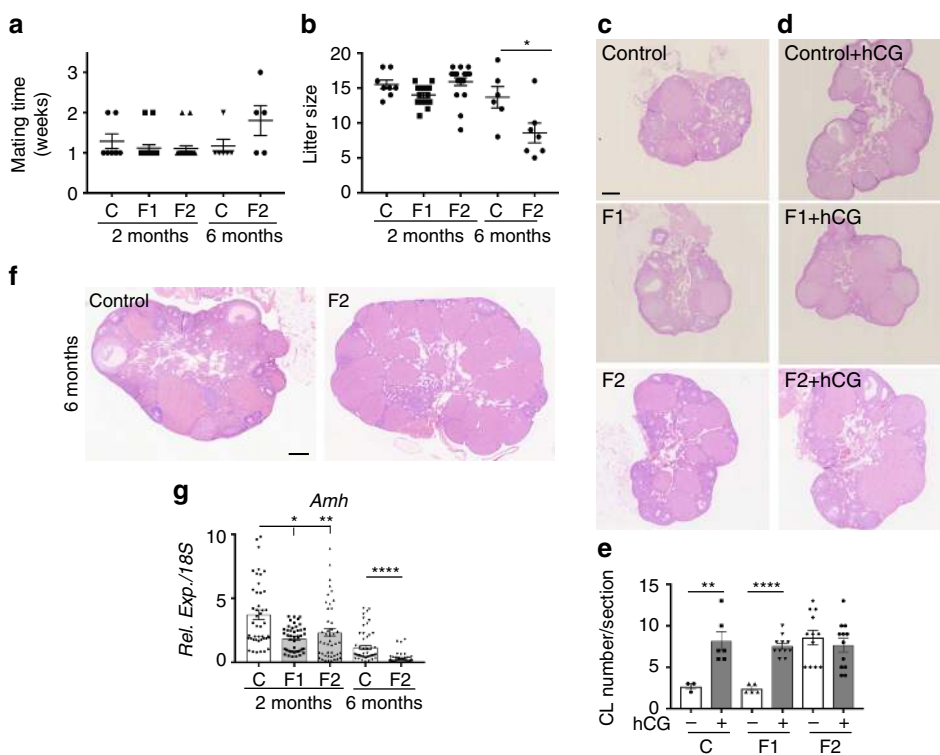 a
Mating time
(weeks)
3
2
1
0
C F1 F2 C F2
2 months 6 months
b
Litter size
20
15
10
5
0
*
C F1 F2 C F2
2 months 6 months
c
Control
F1
F2
d
Control+hCG
F1+hCG
F2+hCG
f
6 months
Control
F2
g
Amh
Rel. Exp./18S
10
5
0
* **
****
C F1 F2 C F2
2 months 6 months
e
CL number/section
15
10
5
0
** ****
hCG – + – + – +
C F1 F2